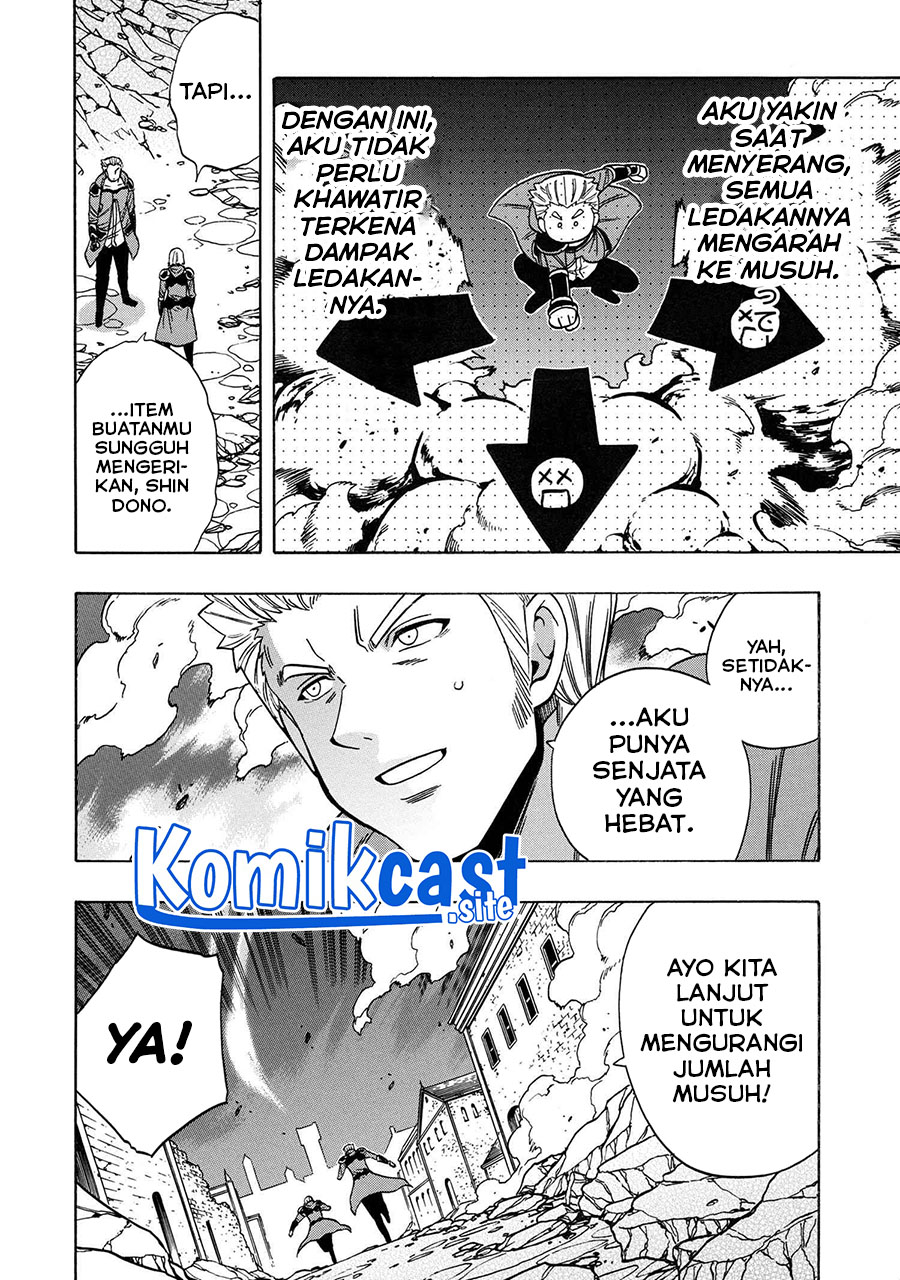 AKU YAKIN
SAAT
MENYERANG,
SEMUA
LEDAKANNYA
MENGARAH
KE MUSUH.
DENGAN INI,
AKU TIDAK
PERLU
KHAWATIR
TERKENA
DAMPAK
LEDAKAN-
NYA.
って
TAPI...
...ITEM
BUATANMU
SUNGGUH
MENGERI-
KAN, SHIN
DONO.
YAH,
SETIDAK-
NYA...
...AKU
PUNYA
SENJATA
YANG
HEBAT.
Komikcast
.site
AYO KITA
LANJUT
UNTUK
MENGURANGI
JUMLAH
MUSUH!
YA!